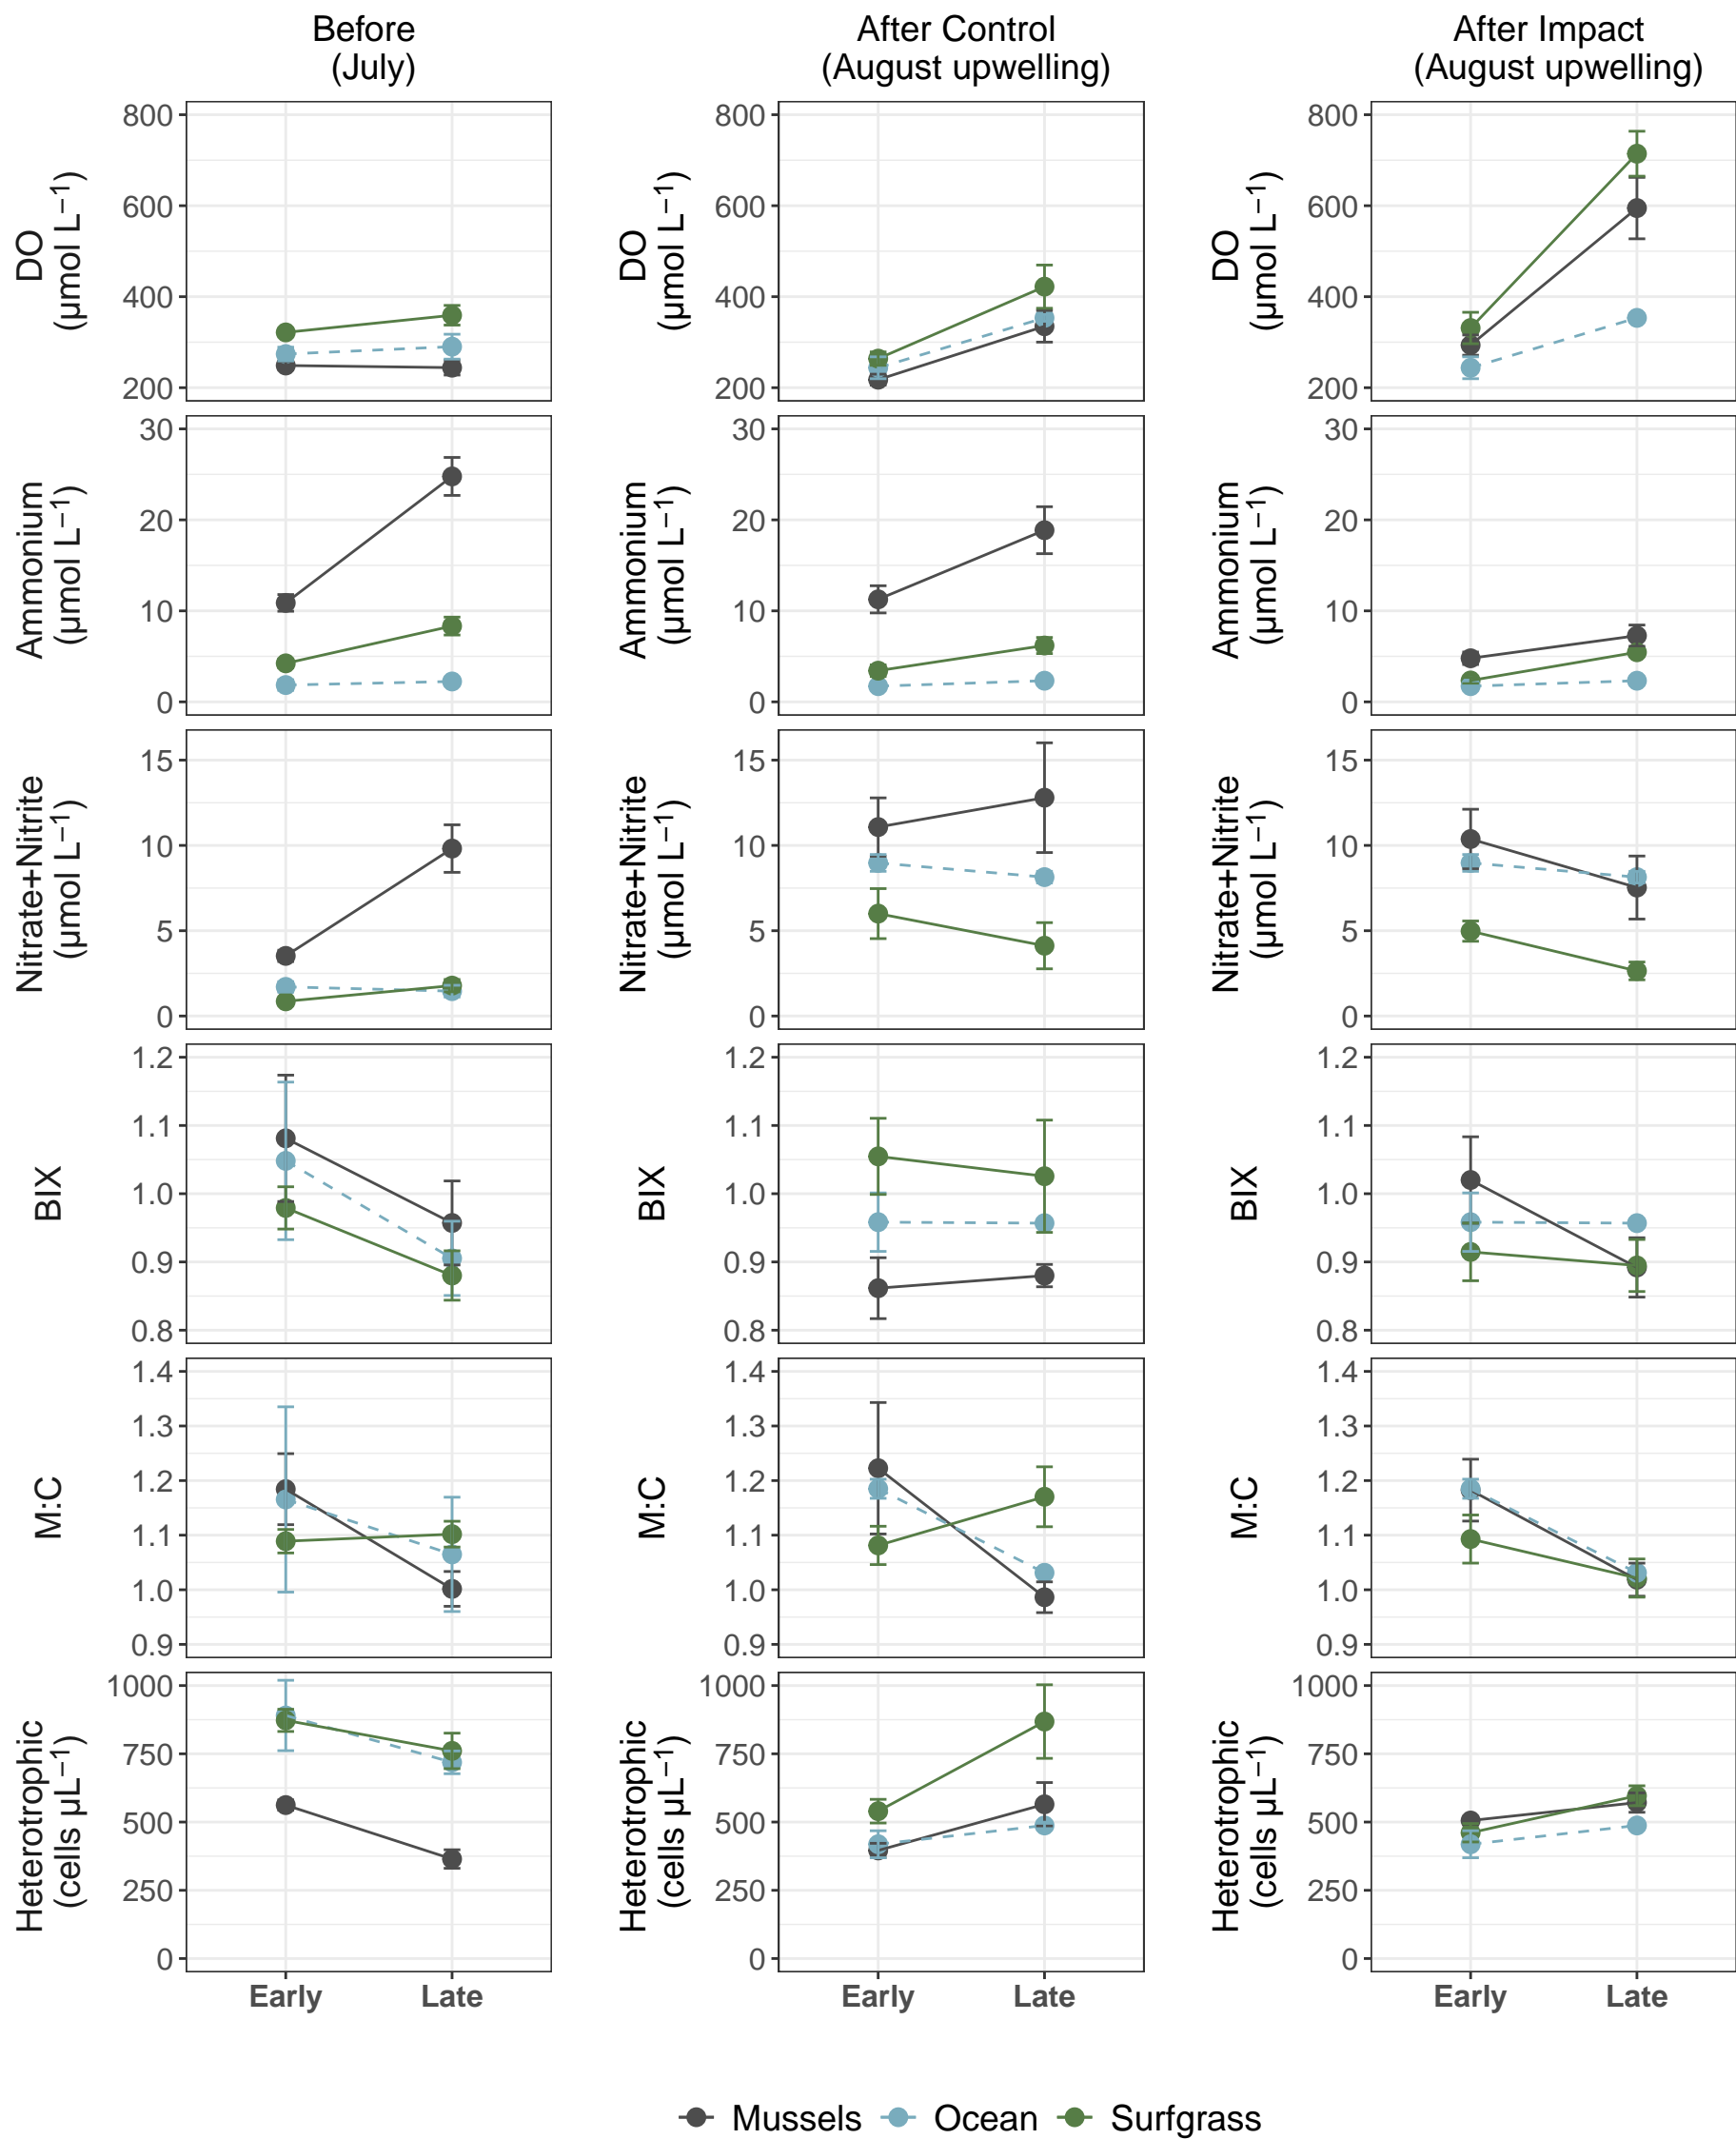 Before
(July)
After Control
(August upwelling)
After Impact
(August upwelling)
DO
(µmol L⁻¹)
800
600
400
200
DO
(µmol L⁻¹)
800
600
400
200
DO
(µmol L⁻¹)
800
600
400
200
Ammonium
(µmol L⁻¹)
30
20
10
0
Ammonium
(µmol L⁻¹)
30
20
10
0
Ammonium
(µmol L⁻¹)
30
20
10
0
Nitrate+Nitrite
(µmol L⁻¹)
15
10
5
0
Nitrate+Nitrite
(µmol L⁻¹)
15
10
5
0
Nitrate+Nitrite
(µmol L⁻¹)
15
10
5
0
BIX
1.2
1.1
1.0
0.9
0.8
BIX
1.2
1.1
1.0
0.9
0.8
BIX
1.2
1.1
1.0
0.9
0.8
M:C
1.4
1.3
1.2
1.1
1.0
0.9
M:C
1.4
1.3
1.2
1.1
1.0
0.9
M:C
1.4
1.3
1.2
1.1
1.0
0.9
Heterotrophic
(cells µL⁻¹)
1000
750
500
250
0
Heterotrophic
(cells µL⁻¹)
1000
750
500
250
0
Heterotrophic
(cells µL⁻¹)
1000
750
500
250
0
Early Late
Early Late
Early Late
Mussels Ocean Surfgrass